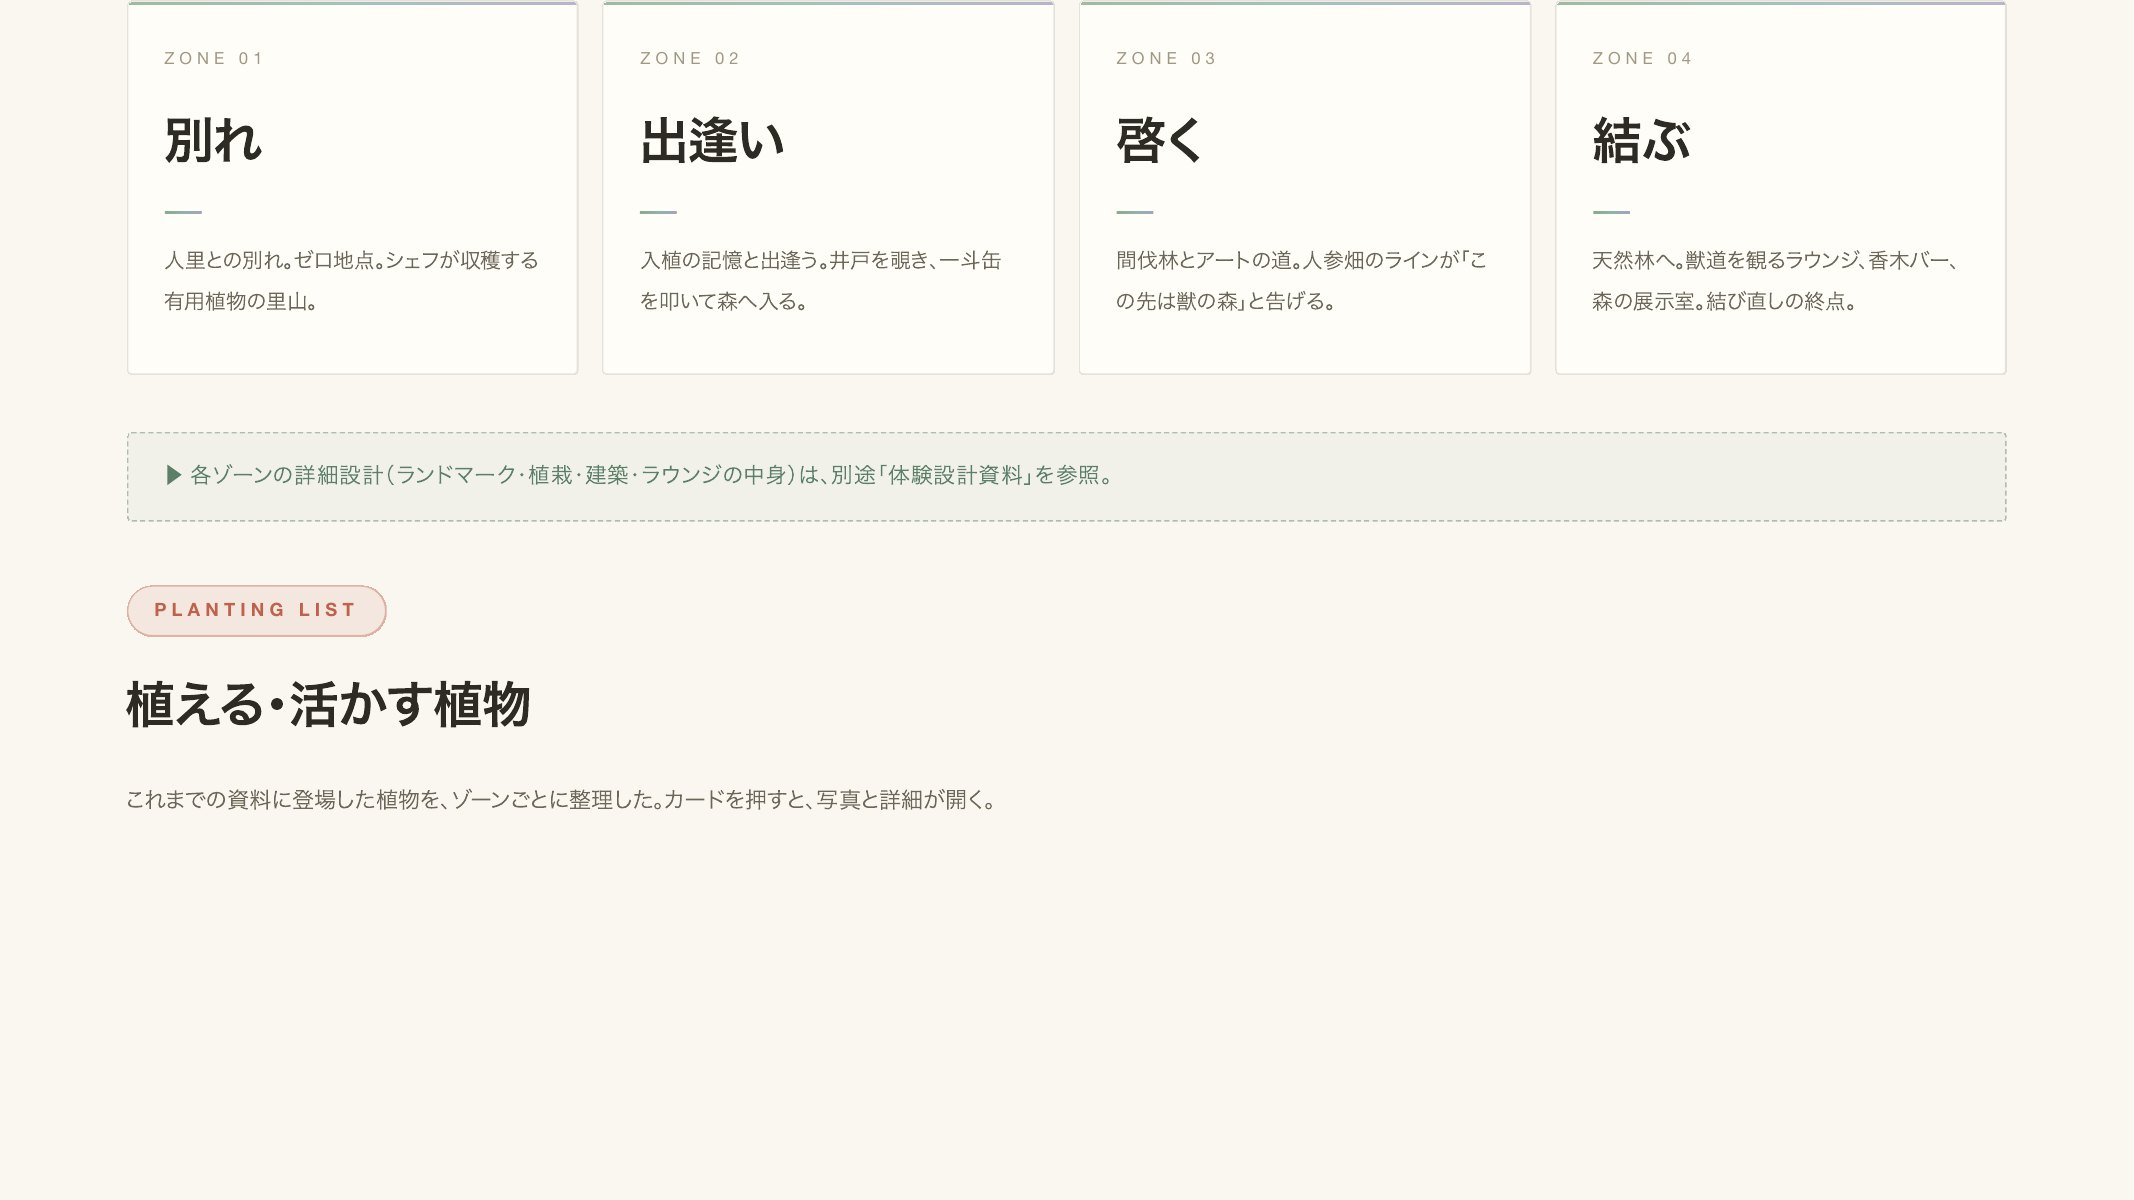 ZONE 01
別れ
人里との別れ。ゼロ地点。シェフが収穫する
有用植物の里山。
ZONE 02
出逢い
入植の記憶と出逢う。井戸を覗き、一斗缶
を叩いて森へ入る。
ZONE 03
啓く
間伐林とアートの道。人参畑のラインが「こ
の先は獣の森」と告げる。
ZONE 04
結ぶ
天然林へ。獣道を観るラウンジ、香木バー、
森の展示室。結び直しの終点。
▶ 各ゾーンの詳細設計(ランドマーク・植栽・建築・ラウンジの中身)は、別途「体験設計資料」を参照。
PLANTING LIST
植える・活かす植物
これまでの資料に登場した植物を、ゾーンごとに整理した。カードを押すと、写真と詳細が開く。